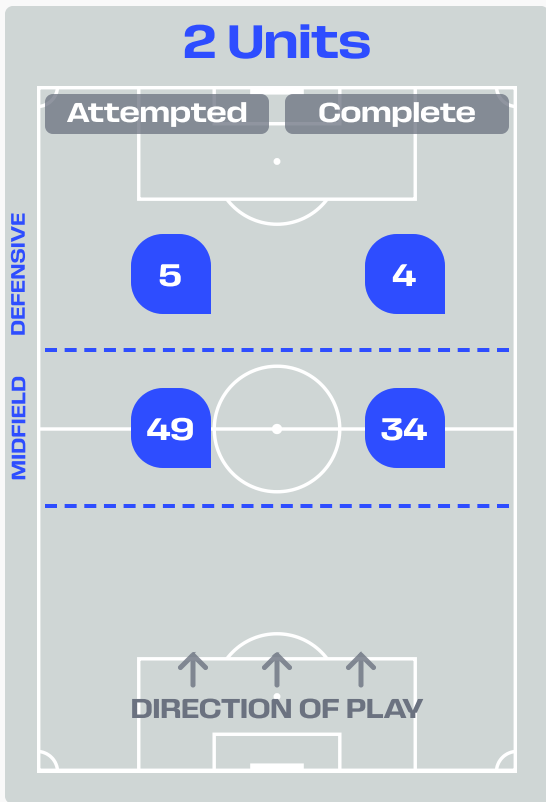 2 Units
Attempted Complete
DEFENSIVE
5 4
MIDFIELD
49 34
DIRECTION OF PLAY